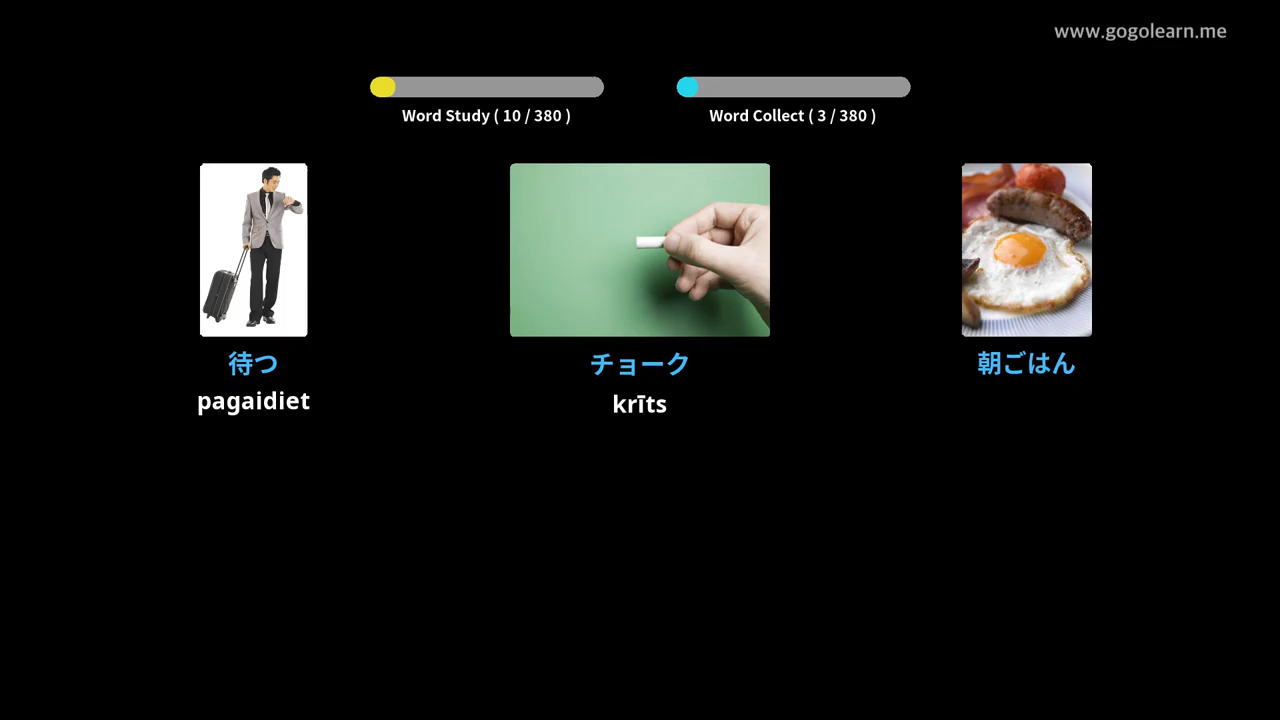 www.gogolearn.me
Word Study ( 10 / 380 )
Word Collect ( 3 / 380 )
待つ
pagaidiet
チョーク
krīts
朝ごはん